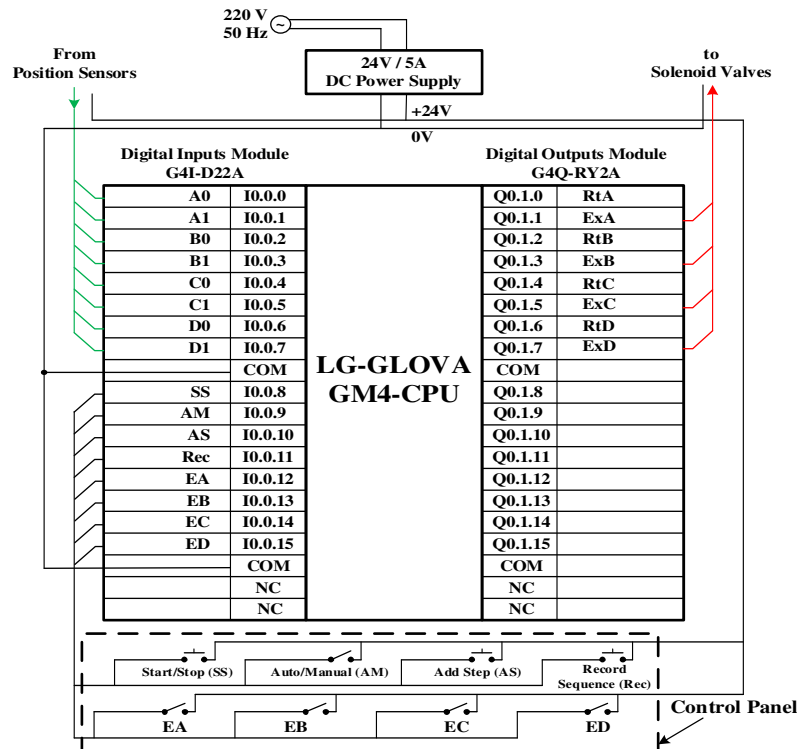 220 V
50 Hz
From
Position Sensors
24V / 5A
DC Power Supply
to
Solenoid Valves
+24V
0V
Digital Inputs Module
G4I-D22A
Digital Outputs Module
G4Q-RY2A
A0 I0.0.0 Q0.1.0 RtA
A1 I0.0.1 Q0.1.1 ExA
B0 I0.0.2 Q0.1.2 RtB
B1 I0.0.3 Q0.1.3 ExB
C0 I0.0.4 Q0.1.4 RtC
C1 I0.0.5 Q0.1.5 ExC
D0 I0.0.6 Q0.1.6 RtD
D1 I0.0.7 Q0.1.7 ExD
COM COM
LG-GLOVA
GM4-CPU
SS I0.0.8 Q0.1.8
AM I0.0.9 Q0.1.9
AS I0.0.10 Q0.1.10
Rec I0.0.11 Q0.1.11
EA I0.0.12 Q0.1.12
EB I0.0.13 Q0.1.13
EC I0.0.14 Q0.1.14
ED I0.0.15 Q0.1.15
COM COM
NC NC
NC NC
Start/Stop (SS)
Auto/Manual (AM)
Add Step (AS)
Record
Sequence (Rec)
Control Panel
EA
EB
EC
ED